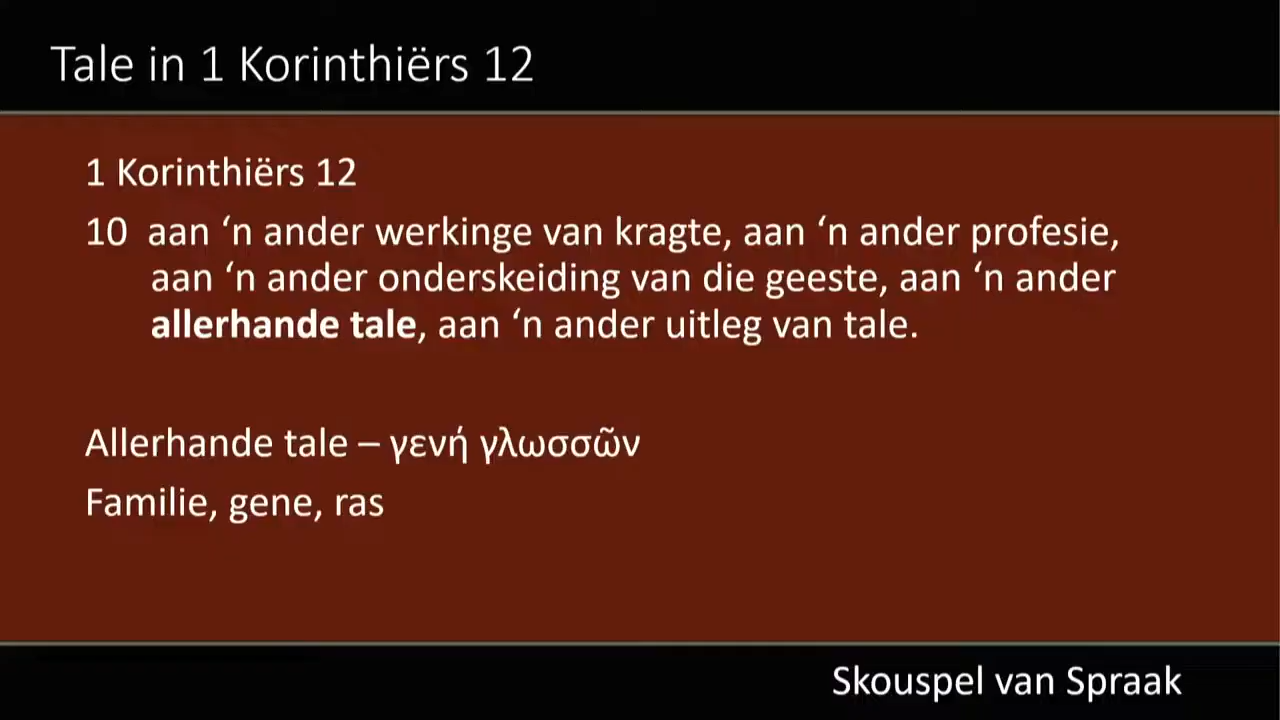 Tale in 1 Korinthiërs 12
1 Korinthiërs 12
10 aan ‘n ander werkinge van kragte, aan ‘n ander profesie,
aan ‘n ander onderskeiding van die geeste, aan ‘n ander
allerhande tale, aan ‘n ander uitleg van tale.
Allerhande tale – γενή γλωσσῶν
Familie, gene, ras
Skouspel van Spraak